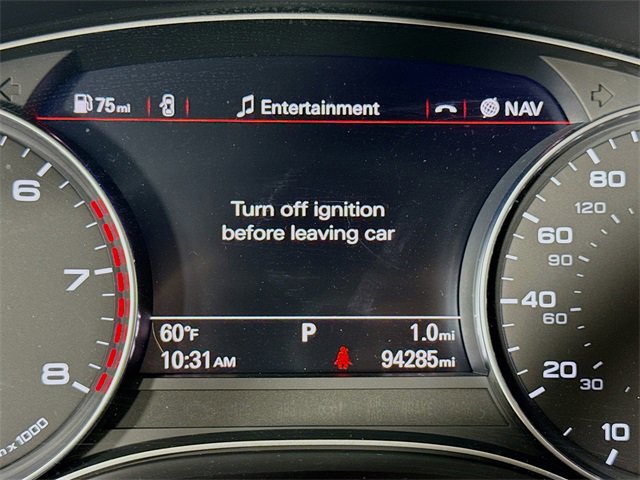 75mi Entertainment NAV
Turn off ignition
before leaving car
60°F P 1.0mi
10:31AM 94285mi
6
7
8
x 1000
80
120
60
90
40
60
20
30
10